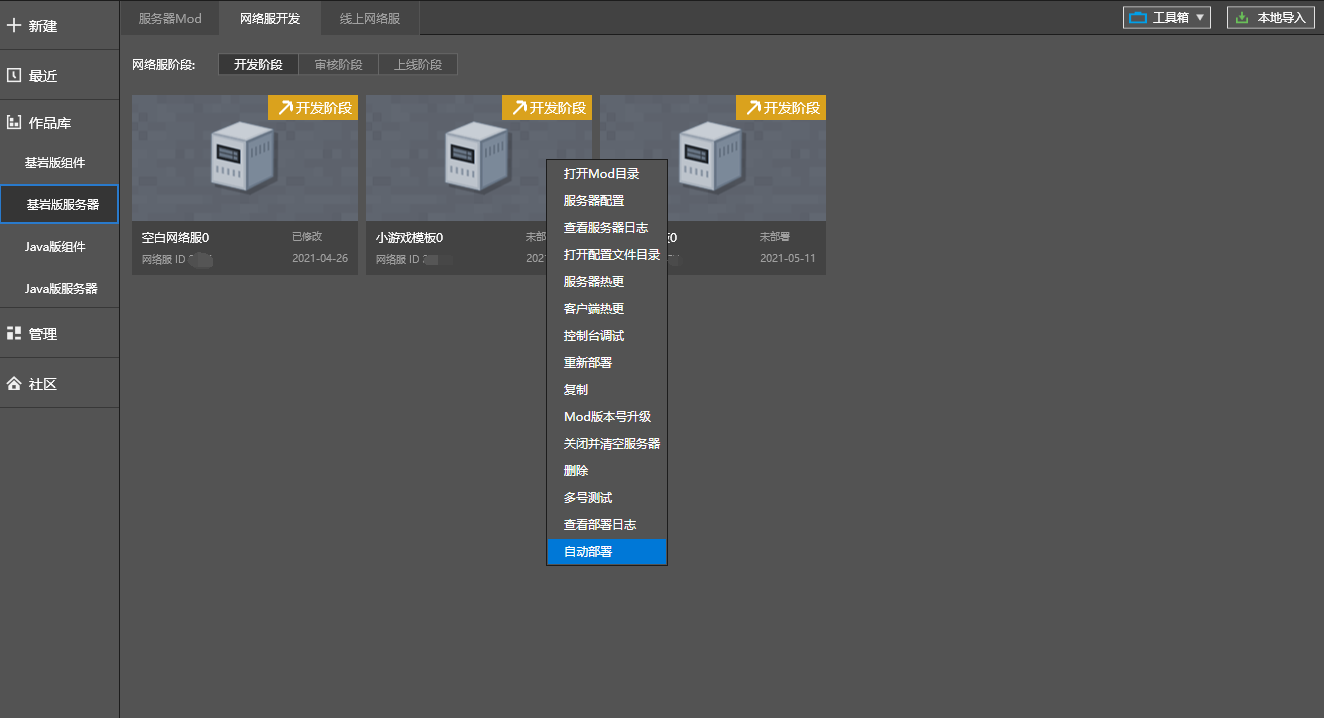 新建
最近
作品库
基岩版组件
基岩版服务器
Java版组件
Java版服务器
管理
社区
服务器Mod 网络服开发 线上网络服
工具箱 本地导入
网络服阶段: 开发阶段 审核阶段 上线阶段
开发阶段
空白网络服0 已修改
网络服 ID 2021-04-26
开发阶段
小游戏模板0 未部
网络服 ID 2 202
开发阶段
0 未部署
2021-05-11
打开Mod目录
服务器配置
查看服务器日志
打开配置文件目录
服务器热更
客户端热更
控制台调试
重新部署
复制
Mod版本号升级
关闭并清空服务器
删除
多号测试
查看部署日志
自动部署